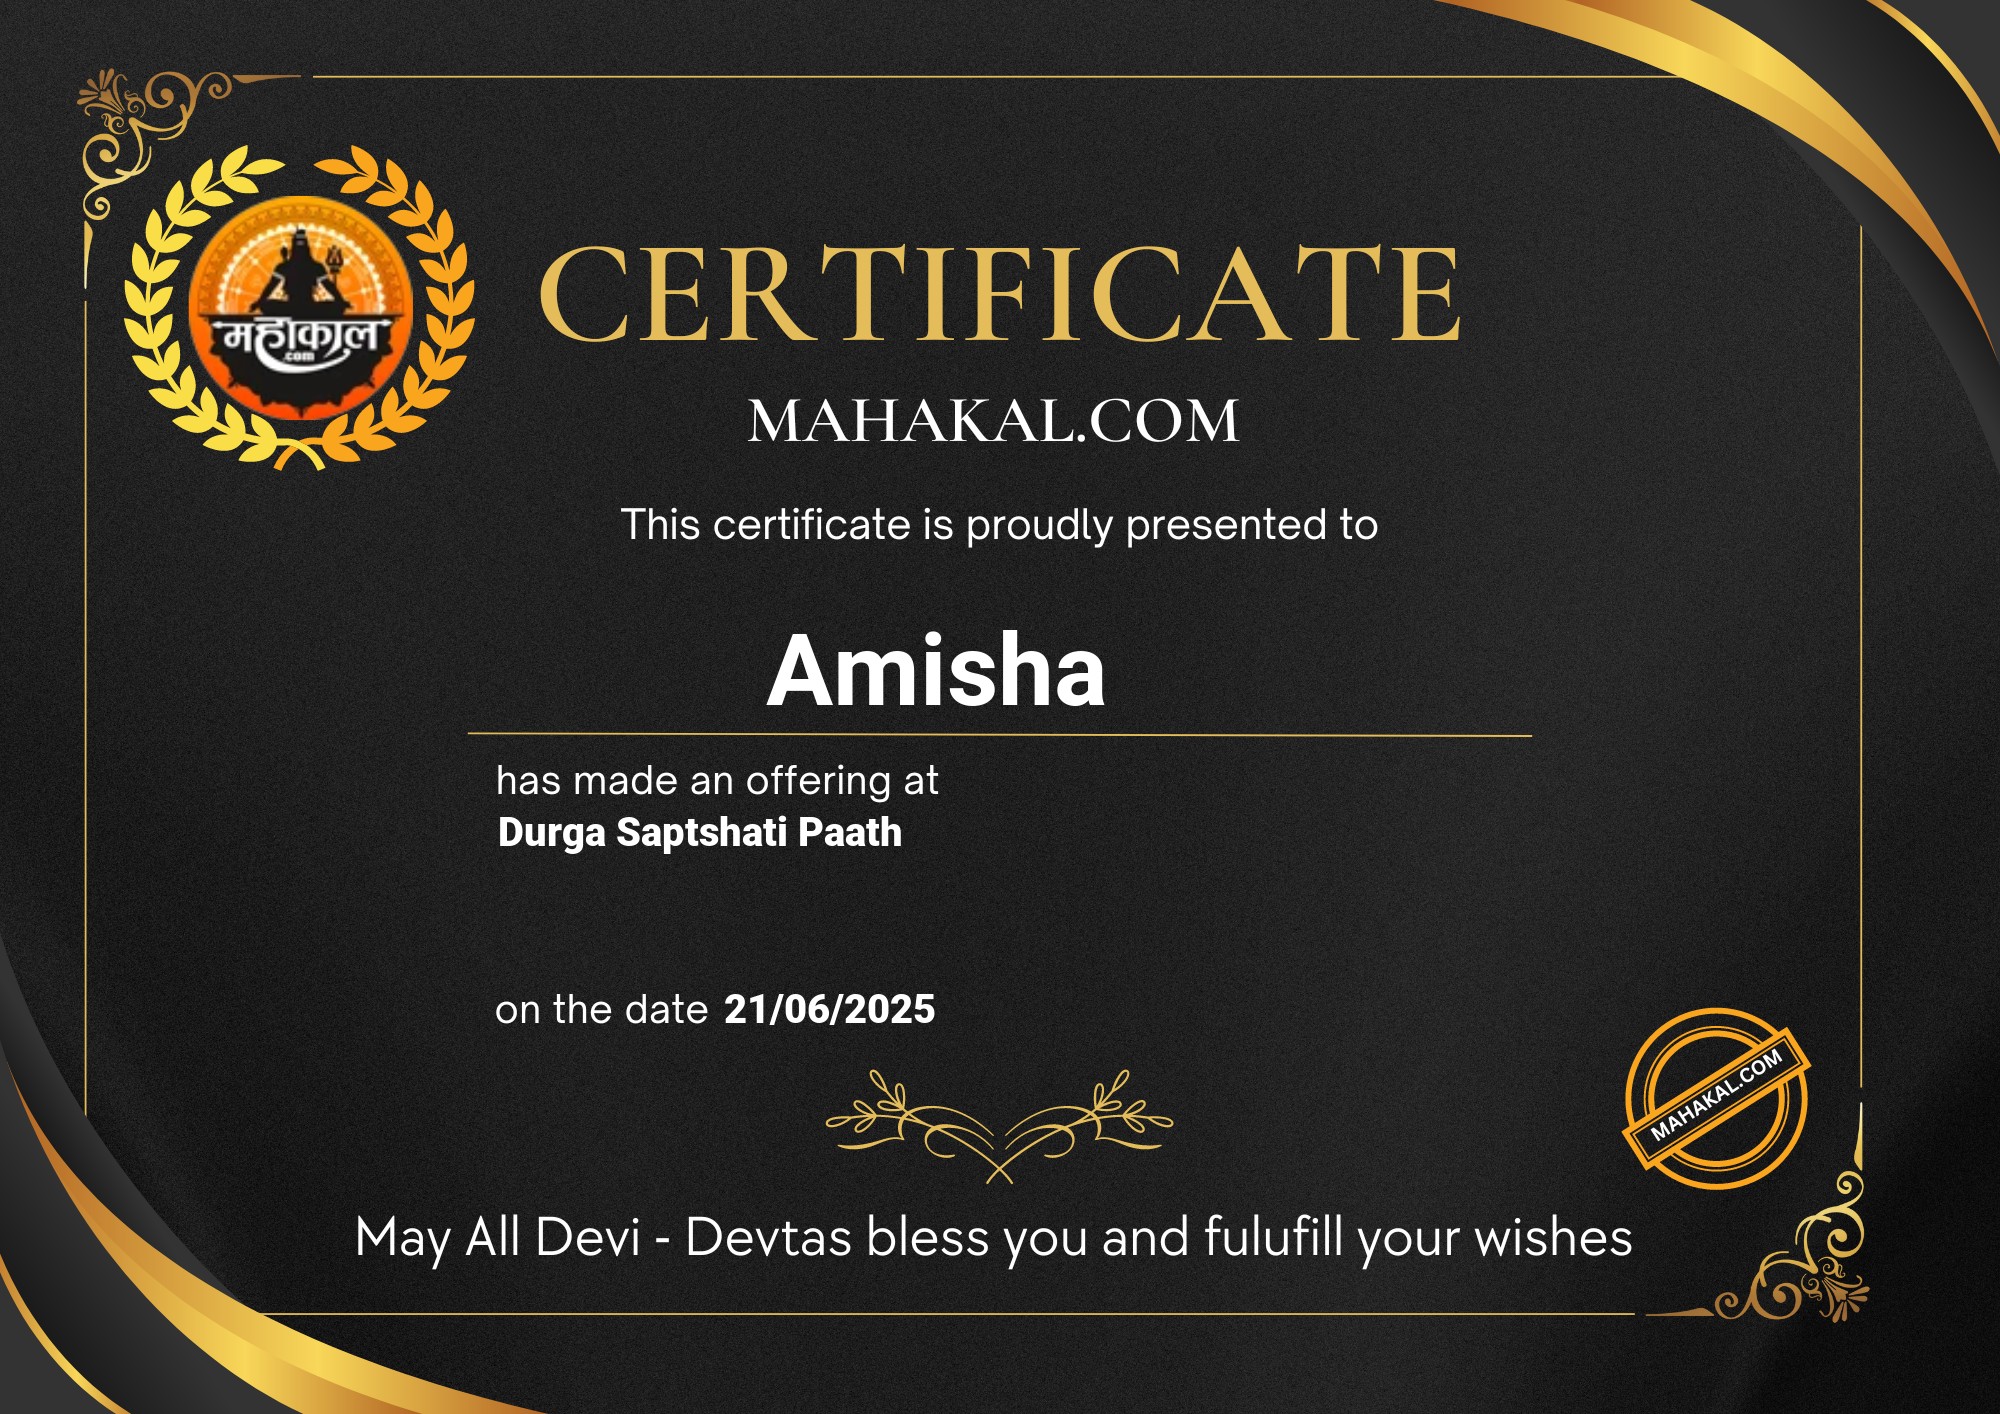 महाकाल
.com
CERTIFICATE
MAHAKAL.COM
This certificate is proudly presented to
Amisha
has made an offering at
Durga Saptshati Paath
on the date 21/06/2025
MAHAKAL.COM
May All Devi - Devtas bless you and fulufill your wishes